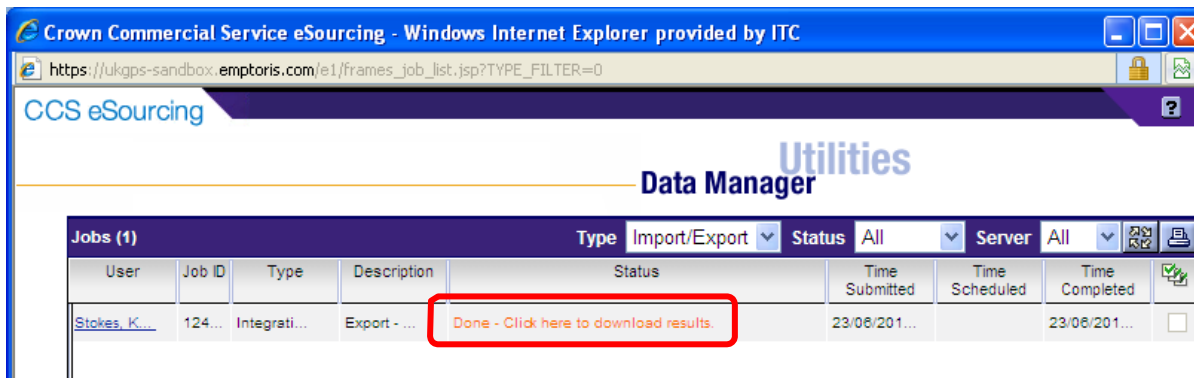 Crown Commercial Service eSourcing - Windows Internet Explorer provided by ITC
https://ukgps-sandbox.emptoris.com/e1/frames_job_list.jsp?TYPE_FILTER=0
CCS eSourcing
?
Utilities
Data Manager
Jobs (1) Type Import/Export Status All Server All
User Job ID Type Description Status Time Submitted Time Scheduled Time Completed
Stokes, K... 124... Integrati... Export - ... Done - Click here to download results. 23/06/201... 23/06/201...